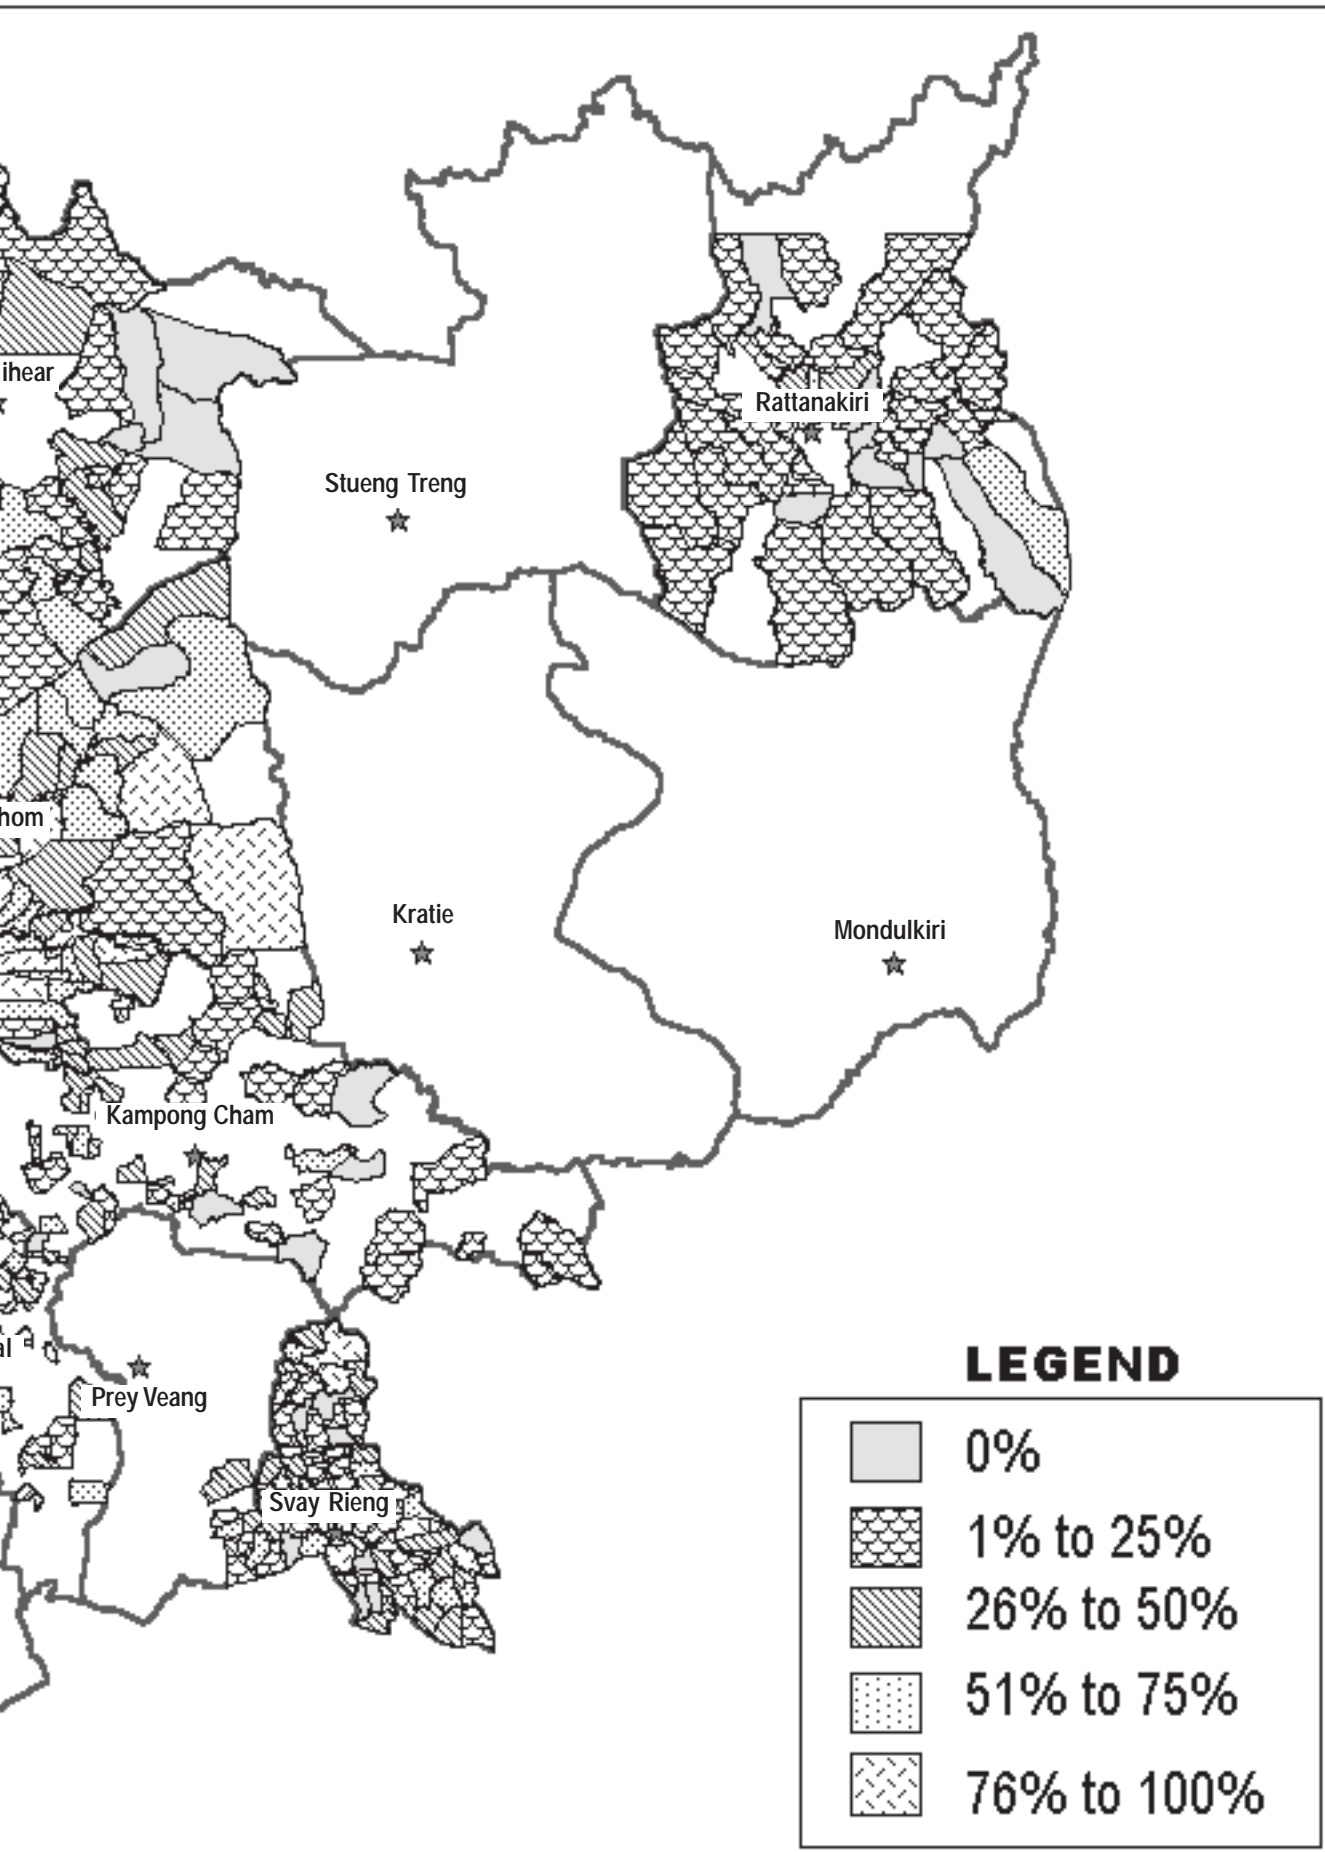 ihear
Rattanakiri
Stueng Treng
hom
Kratie
Mondulkiri
Kampong Cham
al
Prey Veang
Svay Rieng
LEGEND
0%
1% to 25%
26% to 50%
51% to 75%
76% to 100%